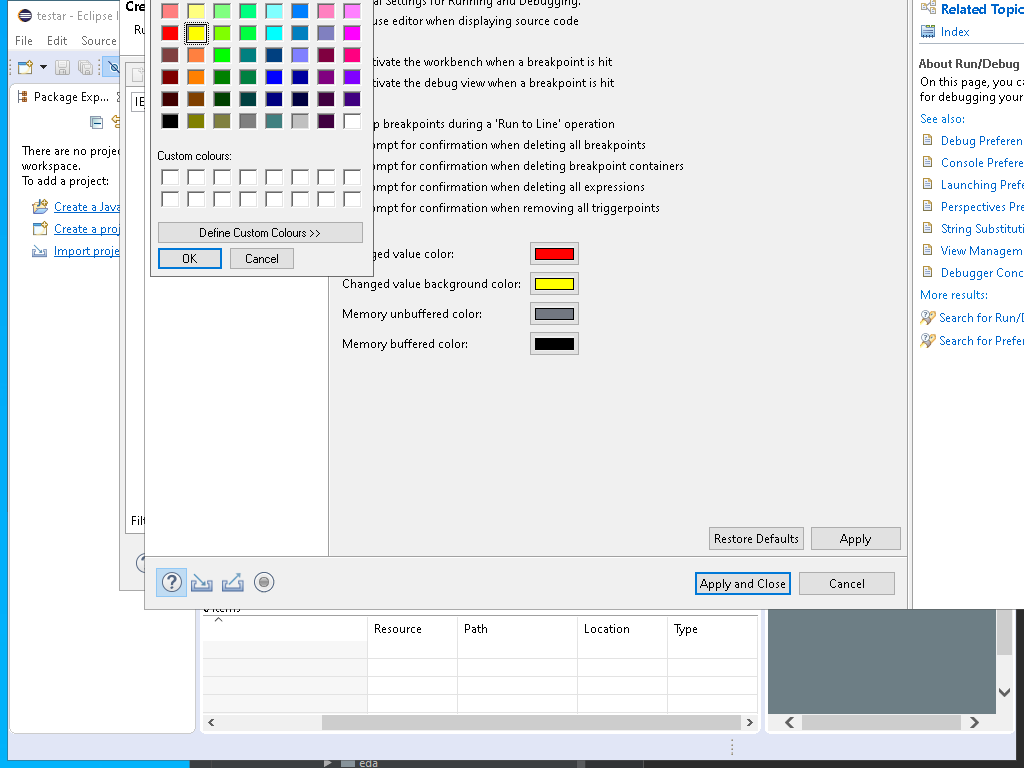 testar - Eclipse I
File Edit Source
Package Exp...
There are no proje
workspace.
To add a project:
Create a Java
Create a proj
Import proje
Cre
Ru
IE
Filt
Custom colours:
Define Custom Colours >>
OK
Cancel
al Settings for Running and Debugging.
use editor when displaying source code
tivate the workbench when a breakpoint is hit
tivate the debug view when a breakpoint is hit
p breakpoints during a 'Run to Line' operation
ompt for confirmation when deleting all breakpoints
ompt for confirmation when deleting breakpoint containers
ompt for confirmation when deleting all expressions
ompt for confirmation when removing all triggerpoints
ged value color:
Changed value background color:
Memory unbuffered color:
Memory buffered color:
Restore Defaults
Apply
Apply and Close
Cancel
Related Topic
Index
About Run/Debug
On this page, you ca
for debugging your
See also:
Debug Preferen
Console Prefere
Launching Prefe
Perspectives Pre
String Substituti
View Managem
Debugger Conc
More results:
Search for Run/D
Search for Prefer
items
Resource Path Location Type
eda